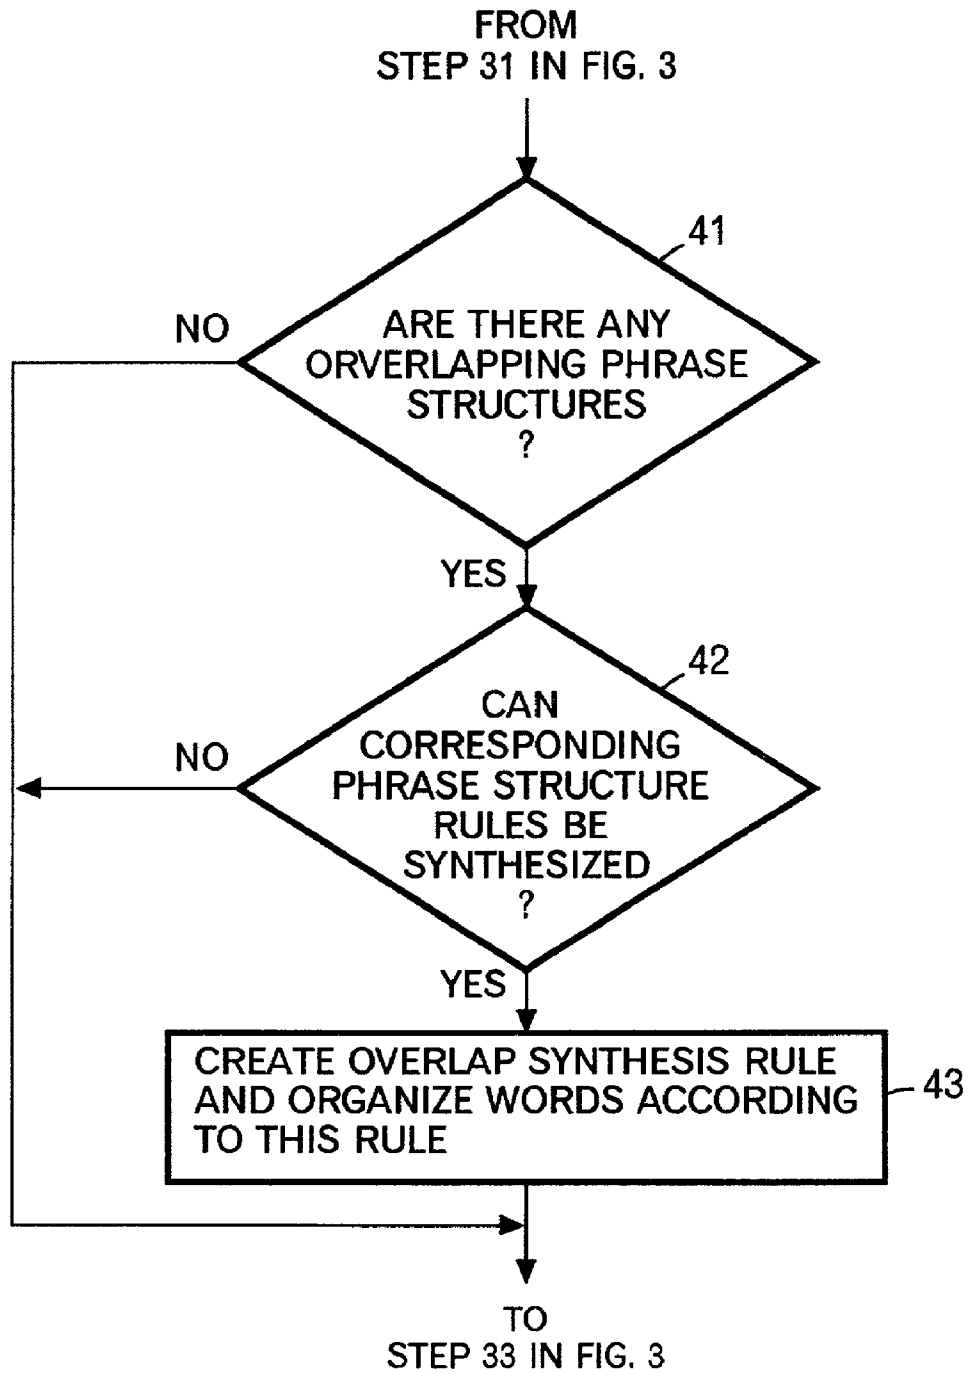 FROM
STEP 31 IN FIG. 3
41
NO
ARE THERE ANY
ORVERLAPPING PHRASE
STRUCTURES
?
YES
42
NO
CAN
CORRESPONDING
PHRASE STRUCTURE
RULES BE
SYNTHESIZED
?
YES
CREATE OVERLAP SYNTHESIS RULE
AND ORGANIZE WORDS ACCORDING
TO THIS RULE
43
TO
STEP 33 IN FIG. 3